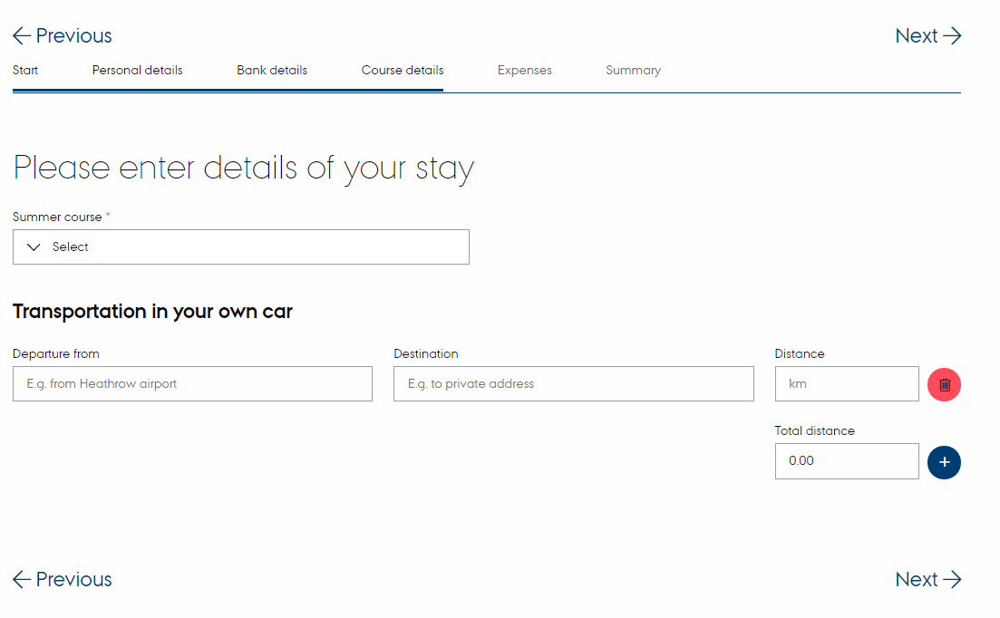 Previous Next
Start Personal details Bank details Course details Expenses Summary
Please enter details of your stay
Summer course *
Select
Transportation in your own car
Departure from Destination Distance
E.g. from Heathrow airport E.g. to private address km
Total distance
0.00
Previous Next